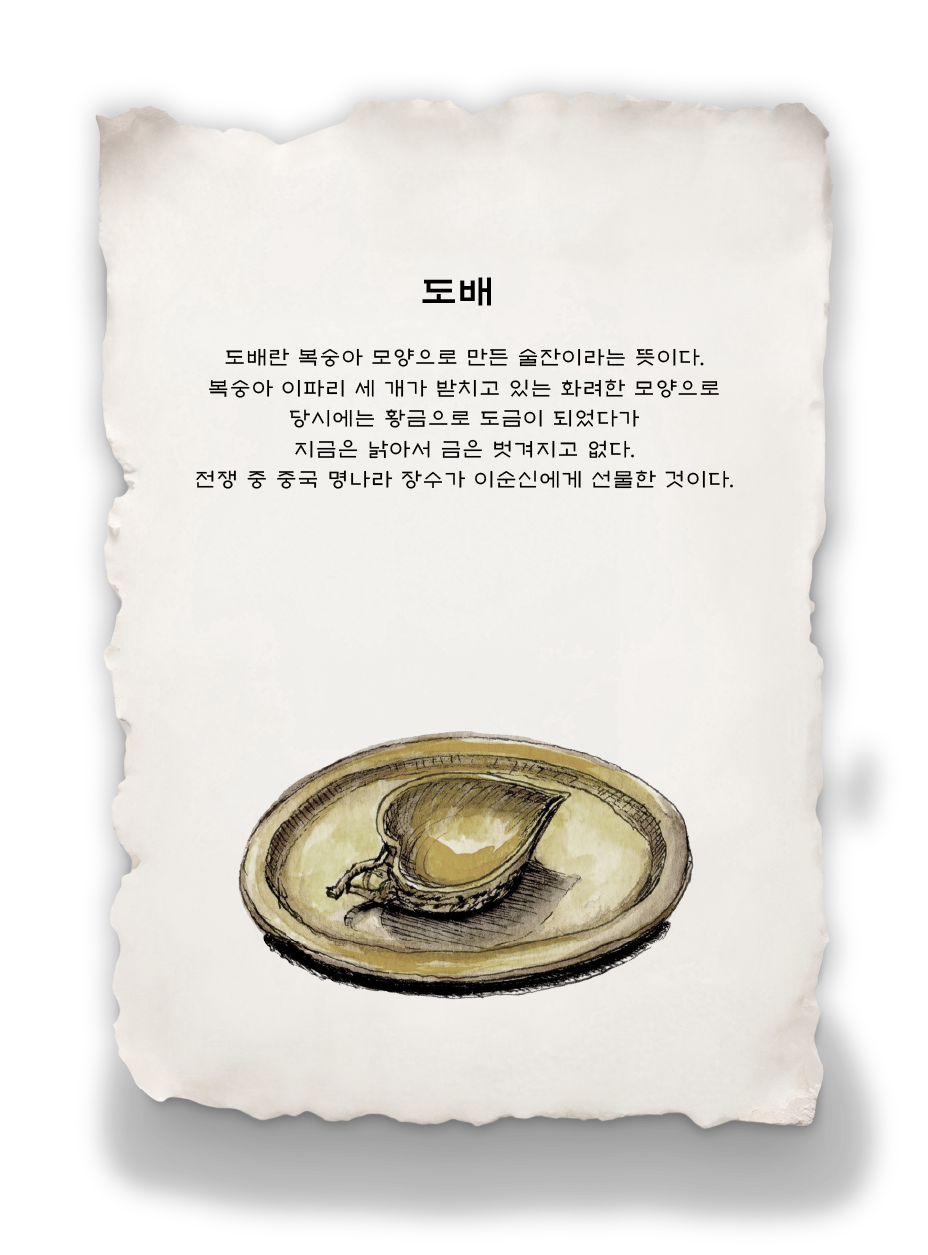 도배
도배란 복숭아 모양으로 만든 술잔이라는 뜻이다.
복숭아 이파리 세 개가 받치고 있는 화려한 모양으로
당시에는 황금으로 도금이 되었다가
지금은 낡아서 금은 벗겨지고 없다.
전쟁 중 중국 명나라 장수가 이순신에게 선물한 것이다.